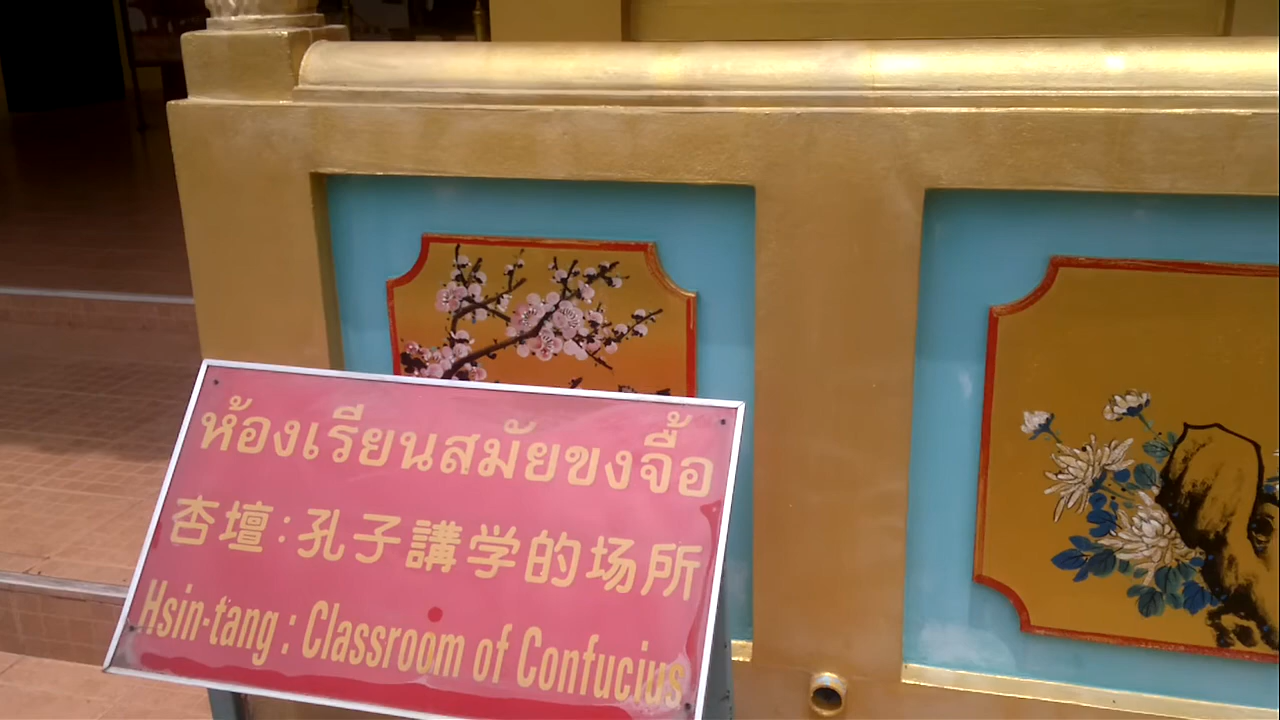 ห้องเรียนสมัยขงจื้อ
杏壇:孔子講学的场所
Hsin-tang : Classroom of Confucius